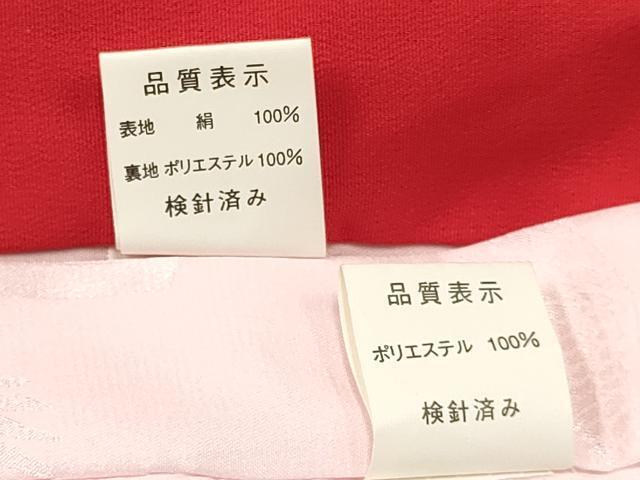 品質表示
表地 絹 100%
裏地 ポリエステル 100%
検針済み
品質表示
ポリエステル 100%
検針済み